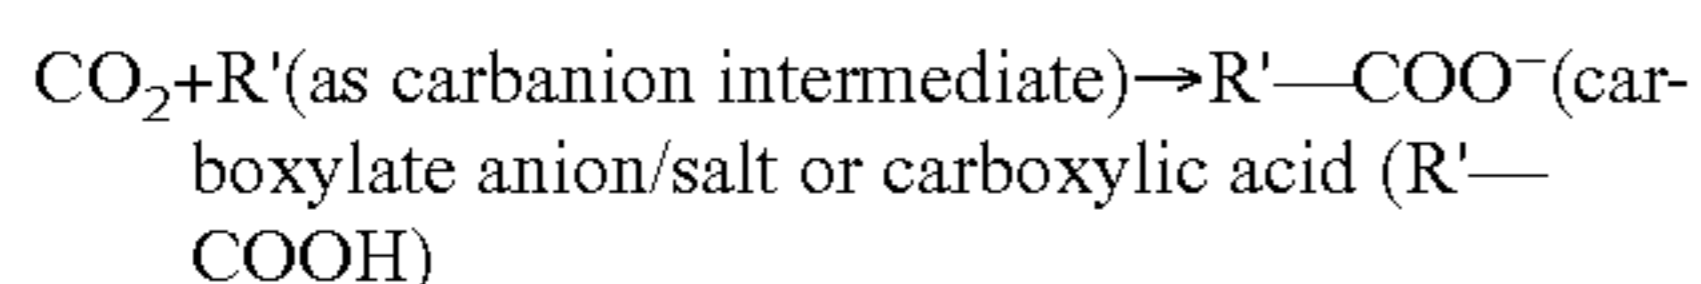 CO₂+R'(as carbanion intermediate)→R'—COO⁻(car-
boxylate anion/salt or carboxylic acid (R'—
COOH)